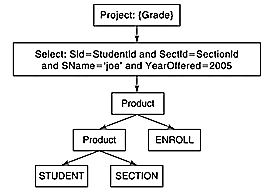 Project: {Grade}
Select: SId=StudentId and SectId=SectionId
and SName='joe' and YearOffered=2005
Product
Product
ENROLL
STUDENT
SECTION